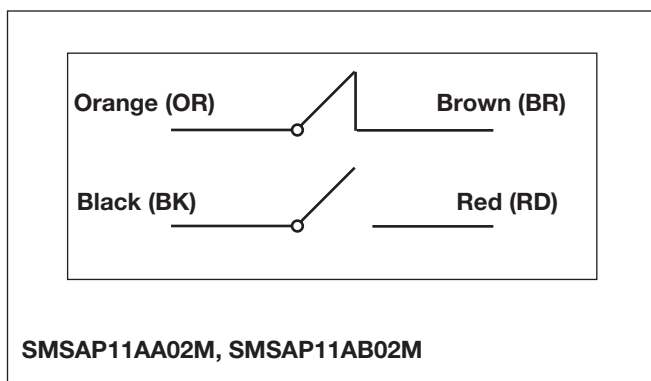 Orange (OR) Brown (BR)
Black (BK) Red (RD)
SMSAP11AA02M, SMSAP11AB02M